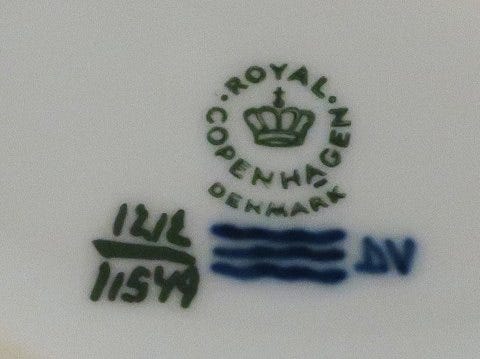 ROYAL
COPENHAGEN
DENMARK
1212
11549
DV